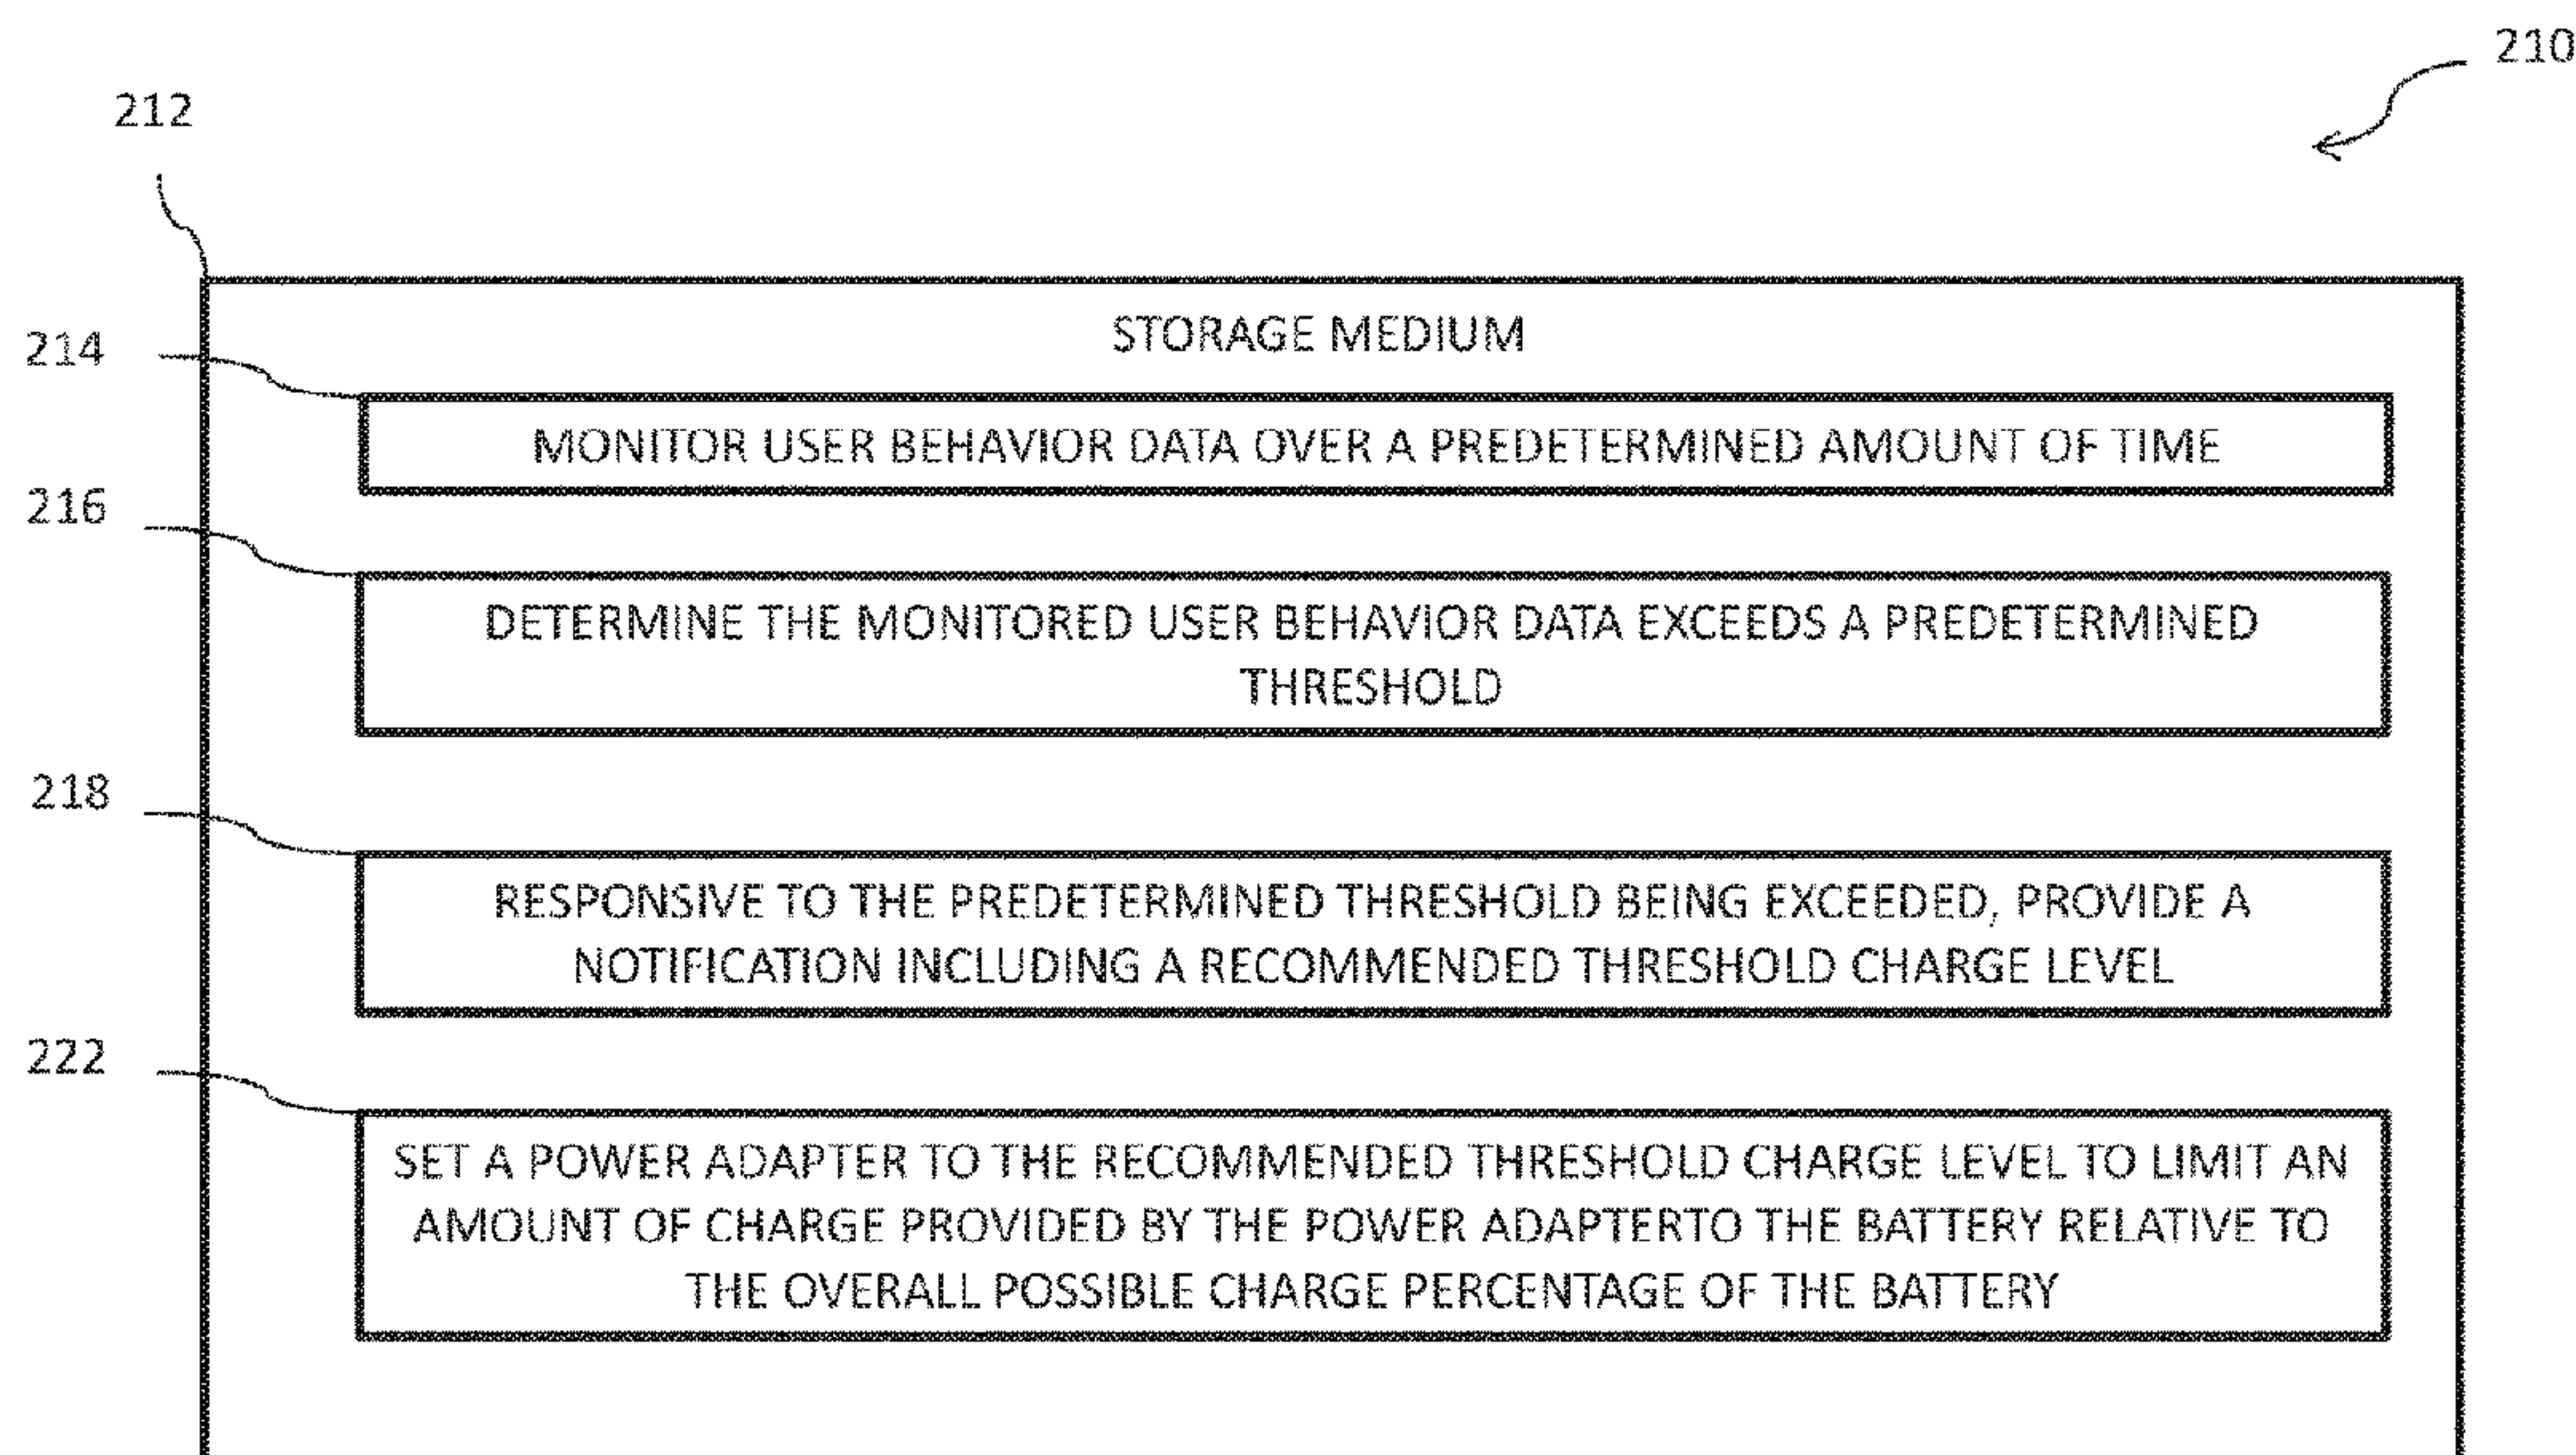 210
212
STORAGE MEDIUM
214
MONITOR USER BEHAVIOR DATA OVER A PREDETERMINED AMOUNT OF TIME
216
DETERMINE THE MONITORED USER BEHAVIOR DATA EXCEEDS A PREDETERMINED
THRESHOLD
218
RESPONSIVE TO THE PREDETERMINED THRESHOLD BEING EXCEEDED, PROVIDE A
NOTIFICATION INCLUDING A RECOMMENDED THRESHOLD CHARGE LEVEL
222
SET A POWER ADAPTER TO THE RECOMMENDED THRESHOLD CHARGE LEVEL TO LIMIT AN
AMOUNT OF CHARGE PROVIDED BY THE POWER ADAPTERTO THE BATTERY RELATIVE TO
THE OVERALL POSSIBLE CHARGE PERCENTAGE OF THE BATTERY